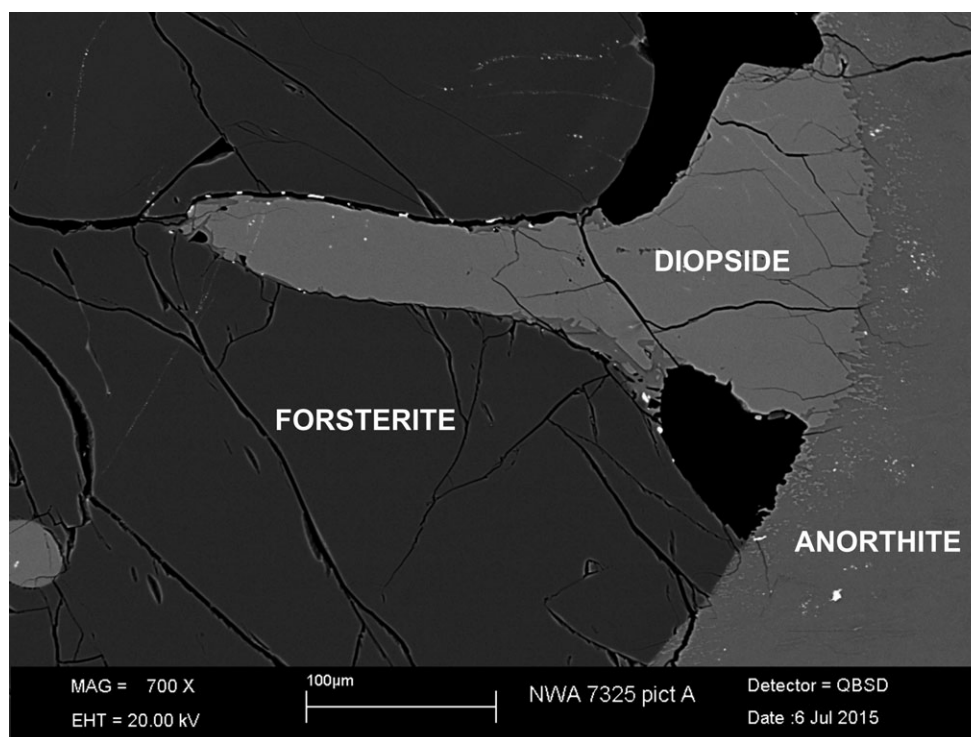 DIOPSIDE
FORSTERITE
ANORTHITE
MAG = 700 X
EHT = 20.00 kV
100µm
NWA 7325 pict A
Detector = QBSD
Date :6 Jul 2015